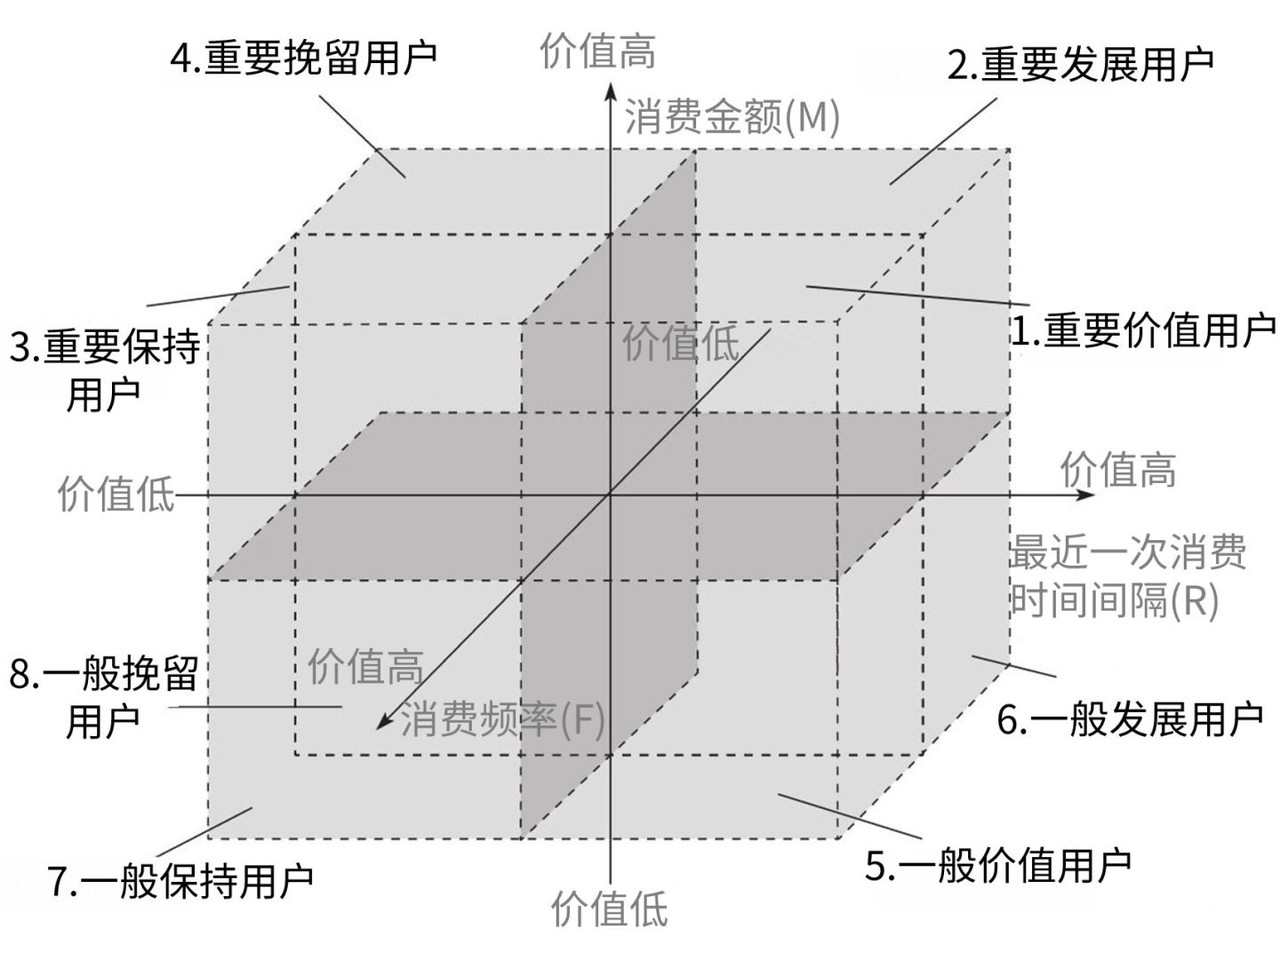 价值高
4.重要挽留用户
2.重要发展用户
消费金额(M)
价值低
1.重要价值用户
3.重要保持
用户
价值高
价值低
最近一次消费
时间间隔(R)
8.一般挽留
用户
价值高
消费频率(F)
6.一般发展用户
5.一般价值用户
7.一般保持用户
价值低